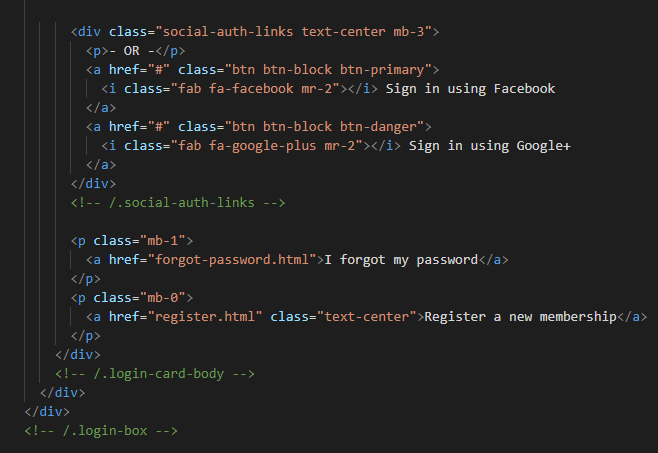 <div class="social-auth-links text-center mb-3">
<p>- OR -</p>
<a href="#" class="btn btn-block btn-primary">
<i class="fab fa-facebook mr-2"></i> Sign in using Facebook
</a>
<a href="#" class="btn btn-block btn-danger">
<i class="fab fa-google-plus mr-2"></i> Sign in using Google+
</a>
</div>
<!-- /.social-auth-links -->
<p class="mb-1">
<a href="forgot-password.html">I forgot my password</a>
</p>
<p class="mb-0">
<a href="register.html" class="text-center">Register a new membership</a>
</p>
</div>
<!-- /.login-card-body -->
</div>
</div>
<!-- /.login-box -->